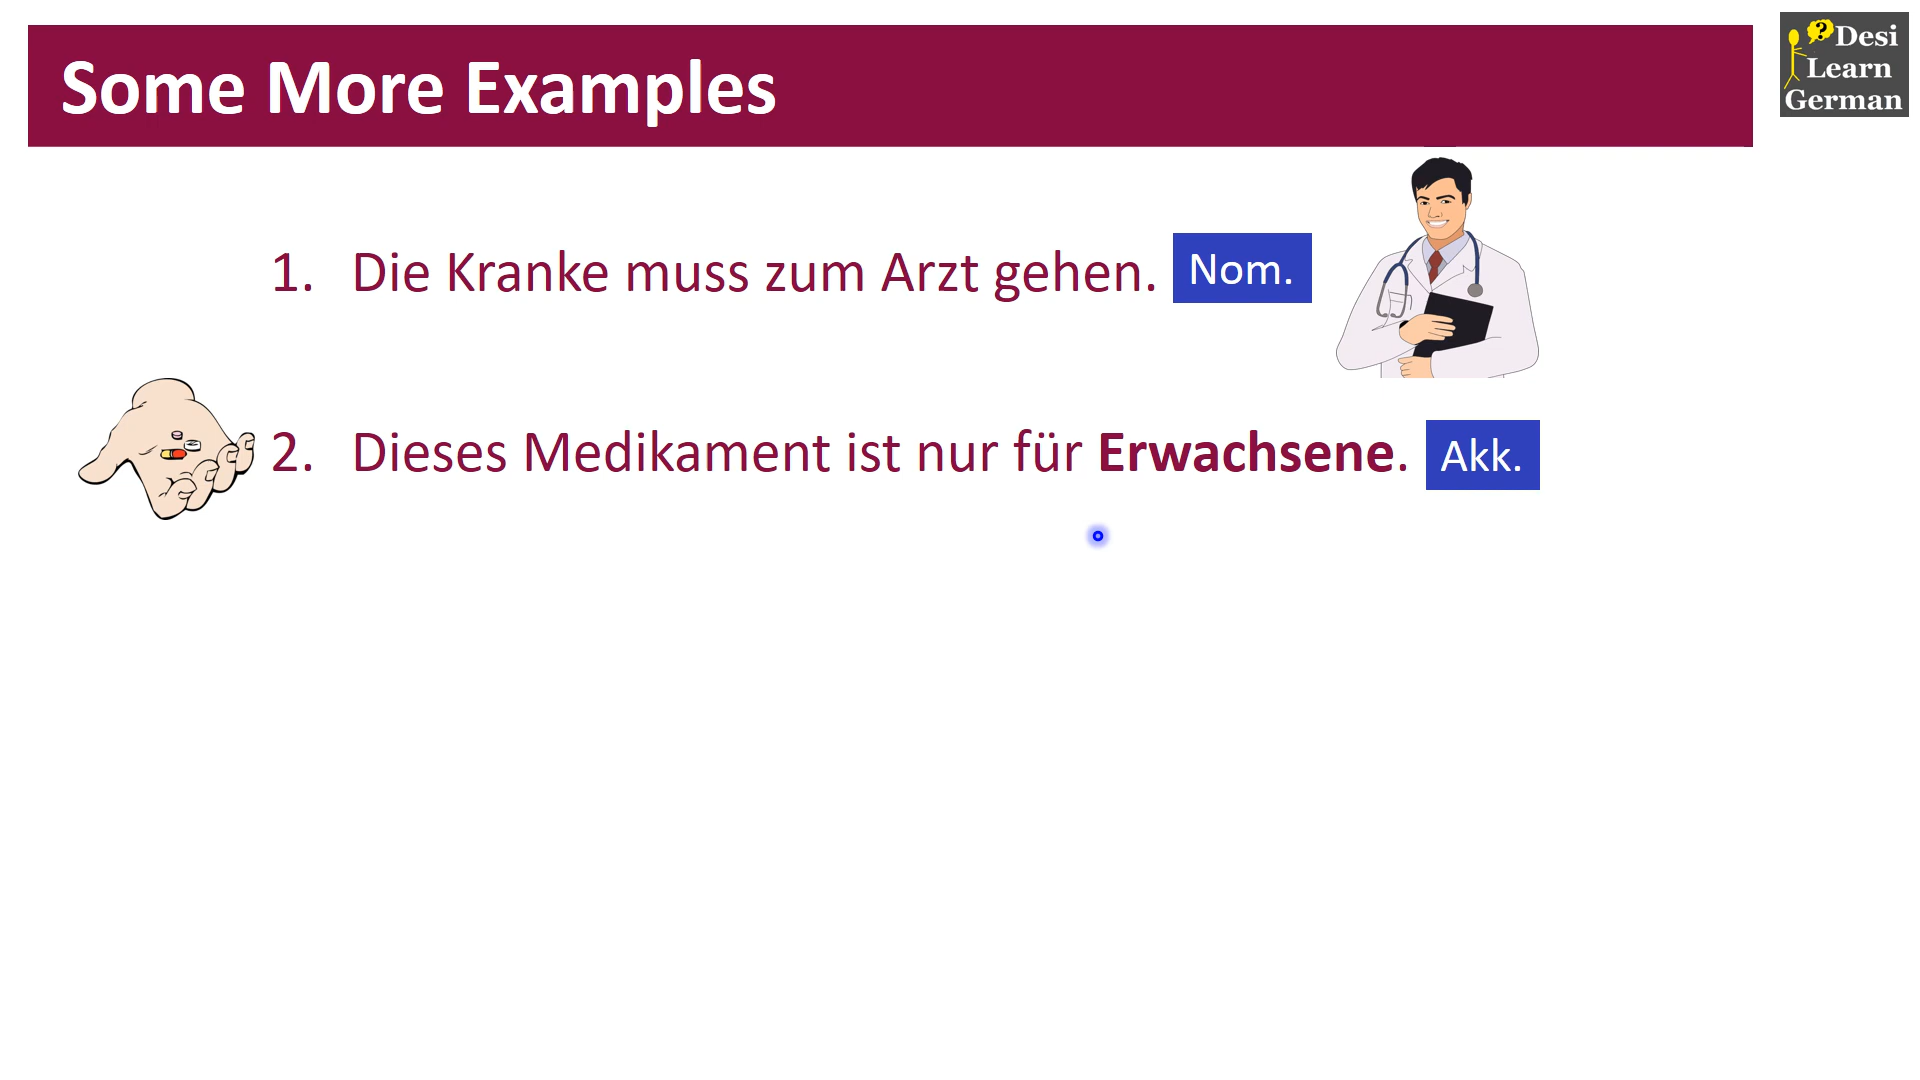 Some More Examples
Desi
Learn
German
1. Die Kranke muss zum Arzt gehen. Nom.
2. Dieses Medikament ist nur für Erwachsene. Akk.